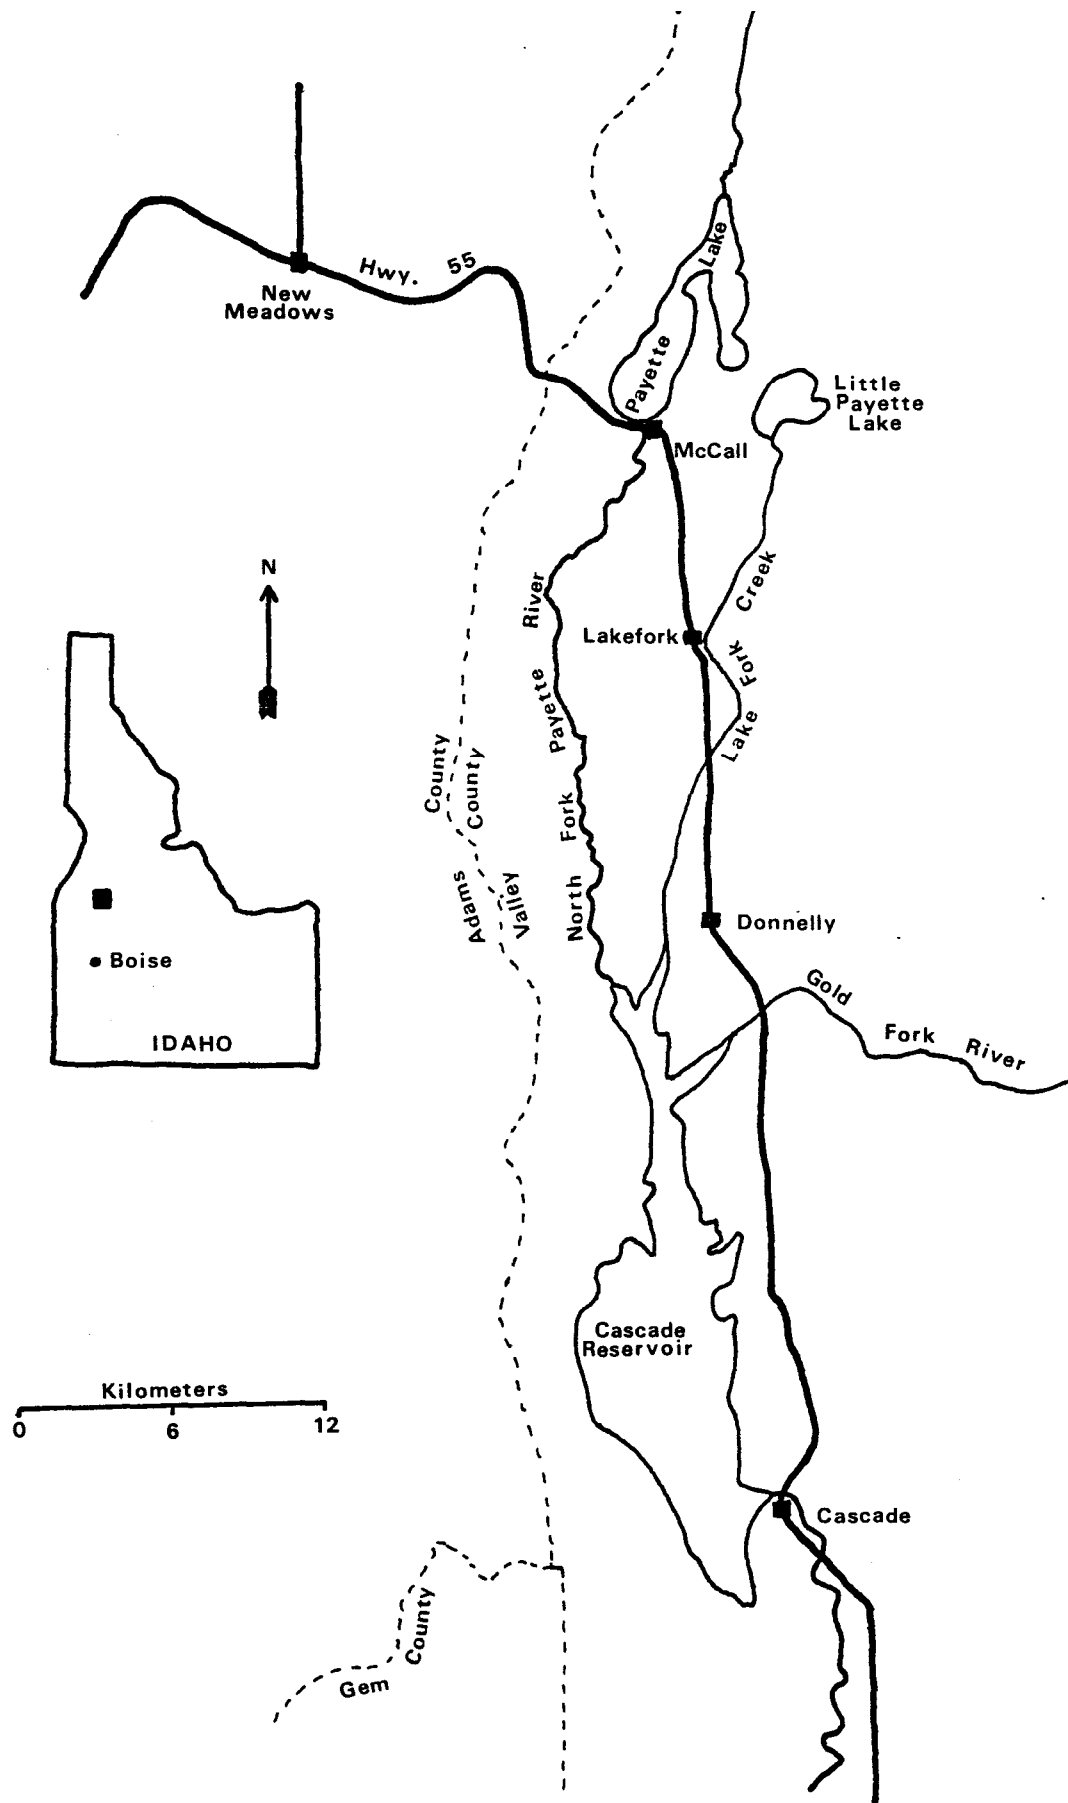 Hwy. 55
New
Meadows
Payette Lake
Little
Payette
Lake
McCall
N
Lake Fork Creek
Lakefork
North Fork Payette River
Adams County
Valley County
Donnelly
Boise
IDAHO
Gold Fork River
Cascade
Reservoir
Kilometers
0 6 12
Cascade
Gem County